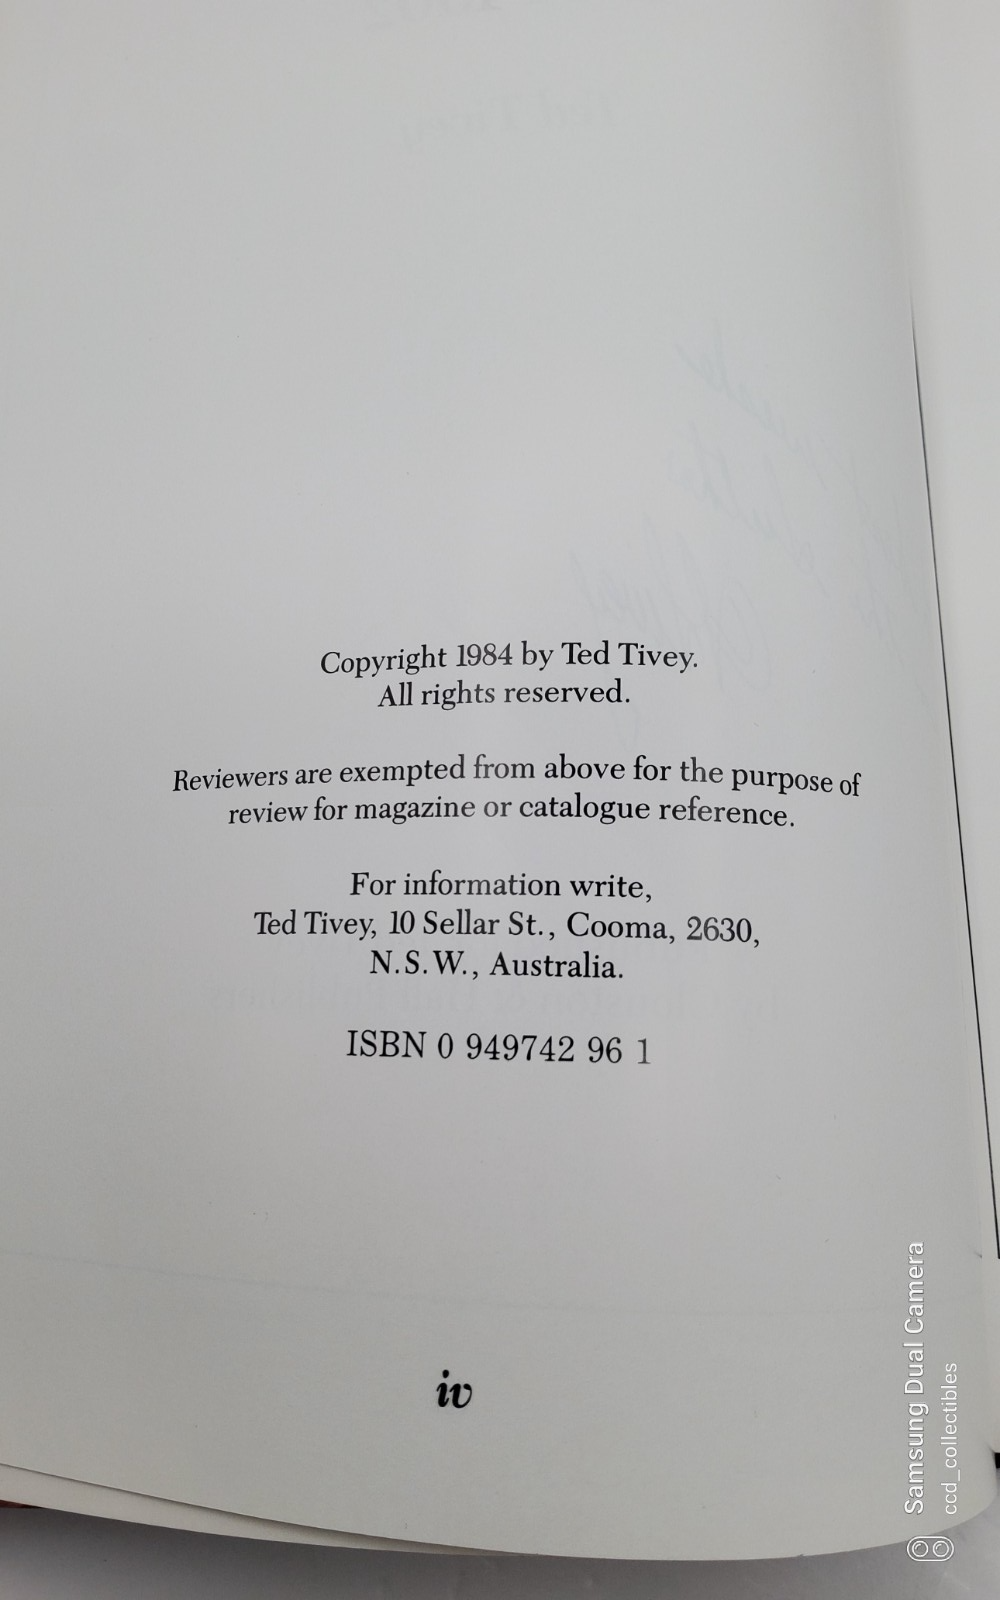 Copyright 1984 by Ted Tivey.
All rights reserved.
Reviewers are exempted from above for the purpose of
review for magazine or catalogue reference.
For information write,
Ted Tivey, 10 Sellar St., Cooma, 2630,
N.S.W., Australia.
ISBN 0 949742 96 1
iv
Samsung Dual Camera
ccd_collectibles